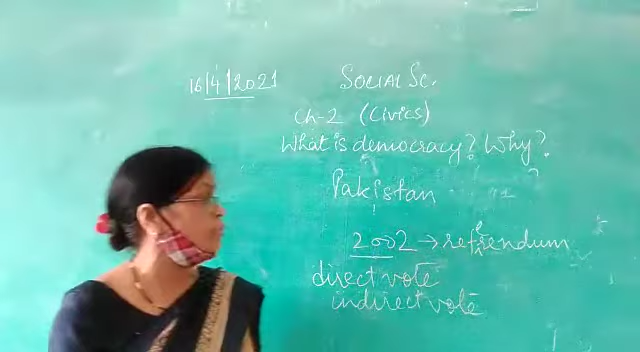 16/4/2021
SOCIAL Sc.
Ch-2 (Civics)
What is democracy? Why?
Pakistan ?
2002 → referendum
direct vote
indirect vote